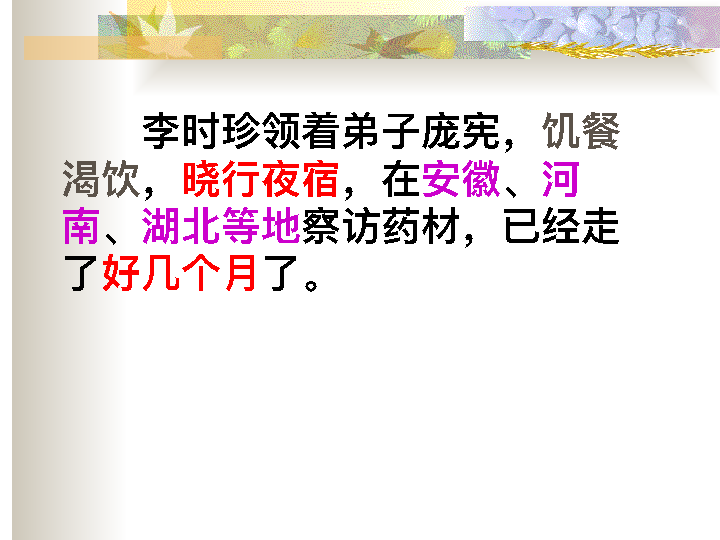 李时珍领着弟子庞宪，饥餐
渴饮，晓行夜宿，在安徽、河
南、湖北等地察访药材，已经走
了好几个月了。